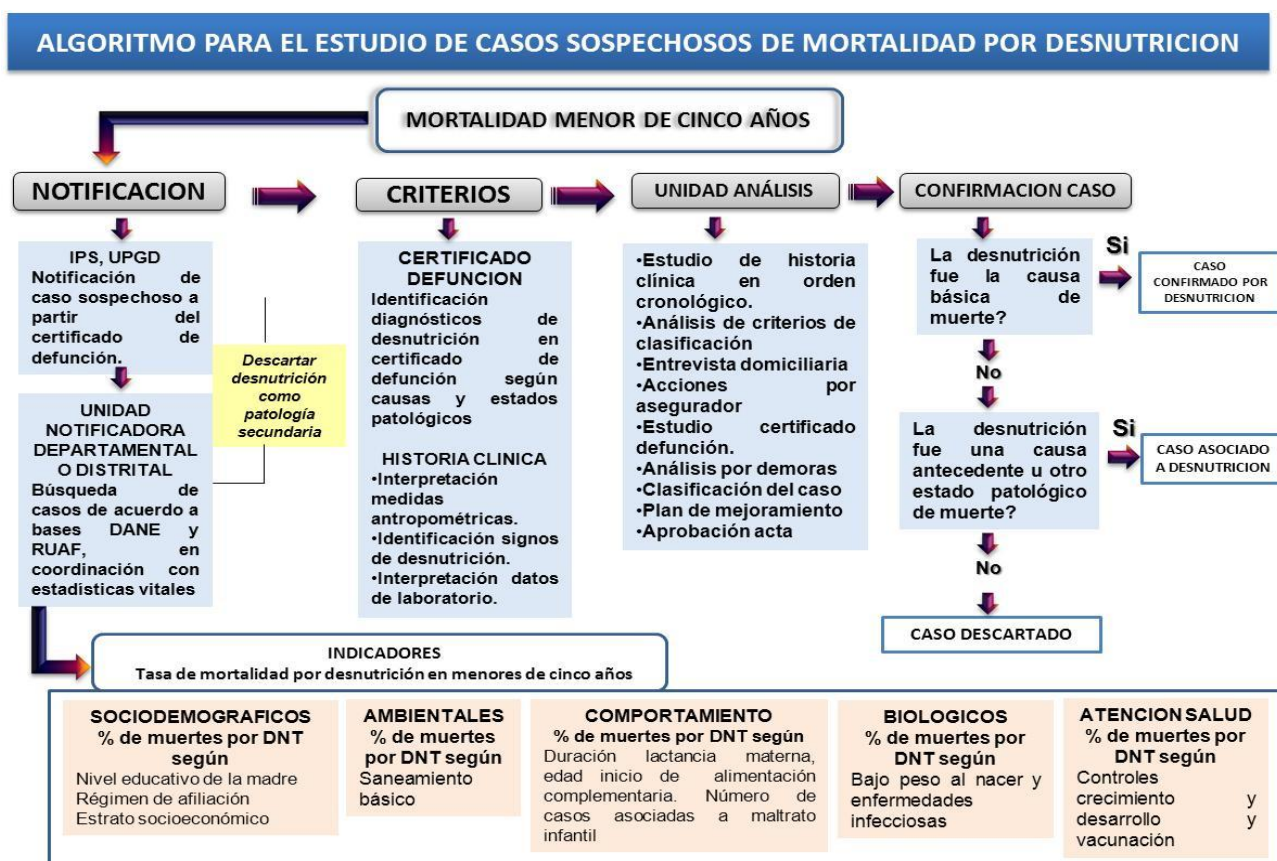 ALGORITMO PARA EL ESTUDIO DE CASOS SOSPECHOSOS DE MORTALIDAD POR DESNUTRICION
MORTALIDAD MENOR DE CINCO AÑOS
NOTIFICACION
IPS, UPGD
Notificación de
caso sospechoso a
partir del
certificado de
defunción.
UNIDAD
NOTIFICADORA
DEPARTAMENTAL
O DISTRITAL
Búsqueda de
casos de acuerdo a
bases DANE y
RUAF, en
coordinación con
estadísticas vitales
Descartar
desnutrición
como
patología
secundaria
CRITERIOS
CERTIFICADO
DEFUNCION
Identificación
diagnósticos de
desnutrición en
certificado de
defunción según
causas y estados
patológicos
HISTORIA CLINICA
•Interpretación
medidas
antropométricas.
•Identificación signos
de desnutrición.
•Interpretación datos
de laboratorio.
UNIDAD ANÁLISIS
•Estudio de historia
clínica en orden
cronológico.
•Análisis de criterios de
clasificación
•Entrevista domiciliaria
•Acciones por
asegurador
•Estudio certificado
defunción.
•Análisis por demoras
•Clasificación del caso
•Plan de mejoramiento
•Aprobación acta
CONFIRMACION CASO
La desnutrición
fue la causa
básica de
muerte?
Si
CASO
CONFIRMADO POR
DESNUTRICION
No
La desnutrición
fue una causa
antecedente u otro
estado patológico
de muerte?
Si
CASO ASOCIADO
A DESNUTRICION
No
CASO DESCARTADO
INDICADORES
Tasa de mortalidad por desnutrición en menores de cinco años
SOCIODEMOGRAFICOS
% de muertes por DNT
según
Nivel educativo de la madre
Régimen de afiliación
Estrato socioeconómico
AMBIENTALES
% de muertes
por DNT según
Saneamiento
básico
COMPORTAMIENTO
% de muertes por DNT según
Duración lactancia materna,
edad inicio de alimentación
complementaria. Número de
casos asociadas a maltrato
infantil
BIOLOGICOS
% de muertes por
DNT según
Bajo peso al nacer y
enfermedades
infecciosas
ATENCION SALUD
% de muertes por
DNT según
Controles
crecimiento y
desarrollo y
vacunación